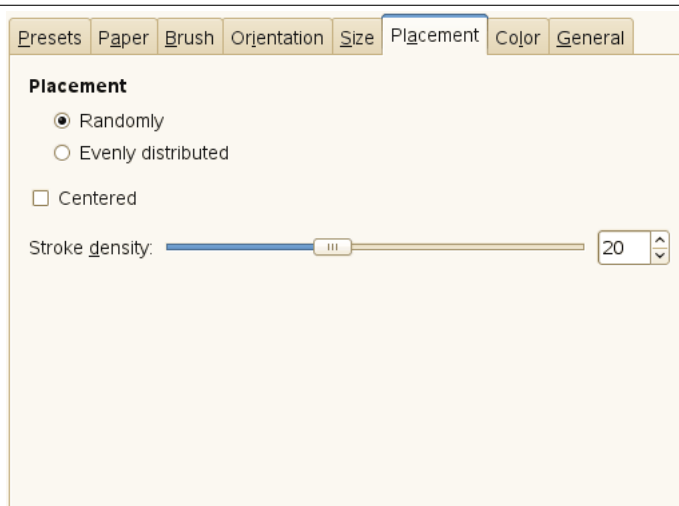 Presets Paper Brush Orientation Size Placement Color General
Placement
Randomly
Evenly distributed
Centered
Stroke density: 20